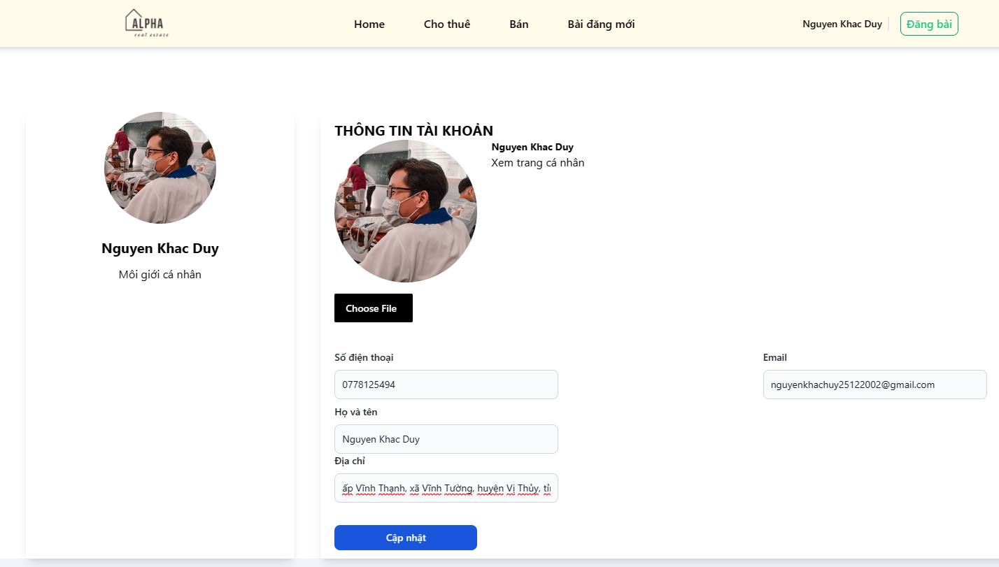 ALPHA
real estate
Home
Cho thuê
Bán
Bài đăng mới
Nguyen Khac Duy
Đăng bài
Nguyen Khac Duy
Môi giới cá nhân
THÔNG TIN TÀI KHOẢN
Nguyen Khac Duy
Xem trang cá nhân
Choose File
Số điện thoại
0778125494
Email
nguyenkhachuy25122002@gmail.com
Họ và tên
Nguyen Khac Duy
Địa chỉ
ấp Vĩnh Thạnh, xã Vĩnh Tường, huyện Vị Thủy,
Cập nhật